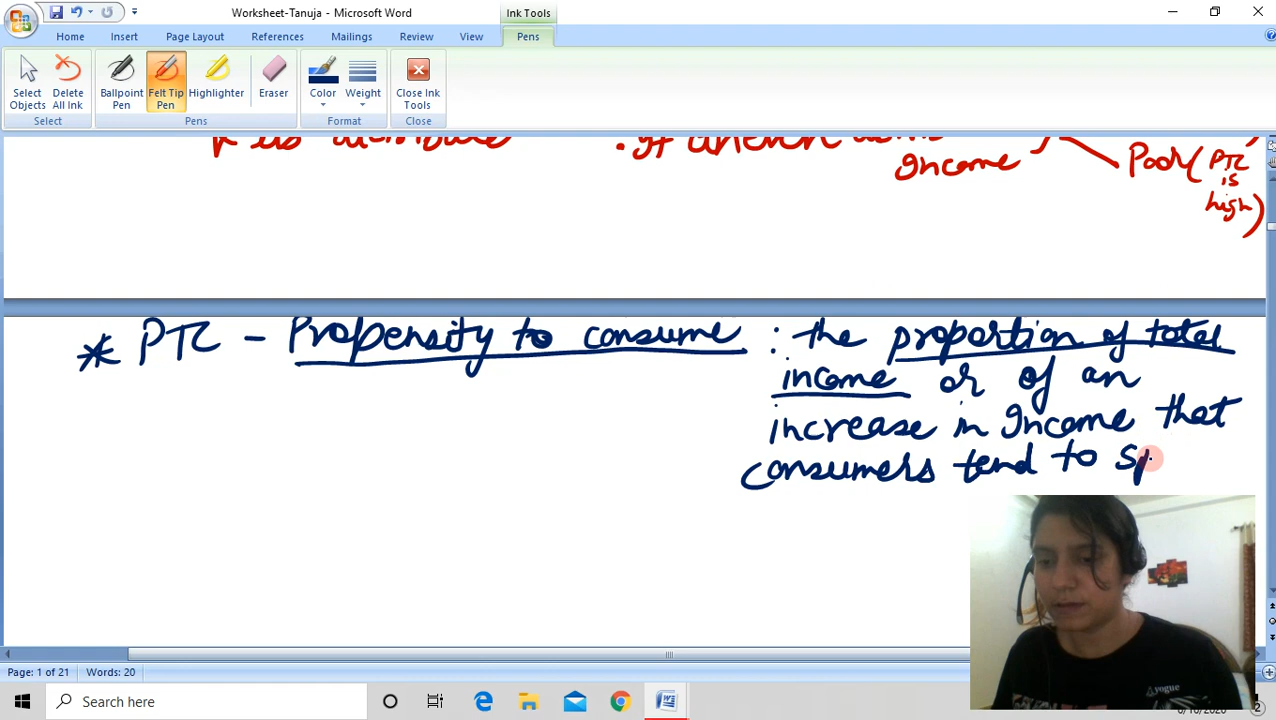 Worksheet-Tanuja - Microsoft Word
Ink Tools
Home Insert Page Layout References Mailings Review View Pens
Select Objects
Delete All Ink
Ballpoint Pen
Felt Tip Pen
Highlighter
Eraser
Color
Weight
Close Ink Tools
Select Pens Format Close
Income
Poor (PTC
is
high)
* PTC - Propensity to consume : the proportion of total
income or of an
increase in Income that
consumers tend to sp
vogue
Page: 1 of 21 Words: 20
Search here